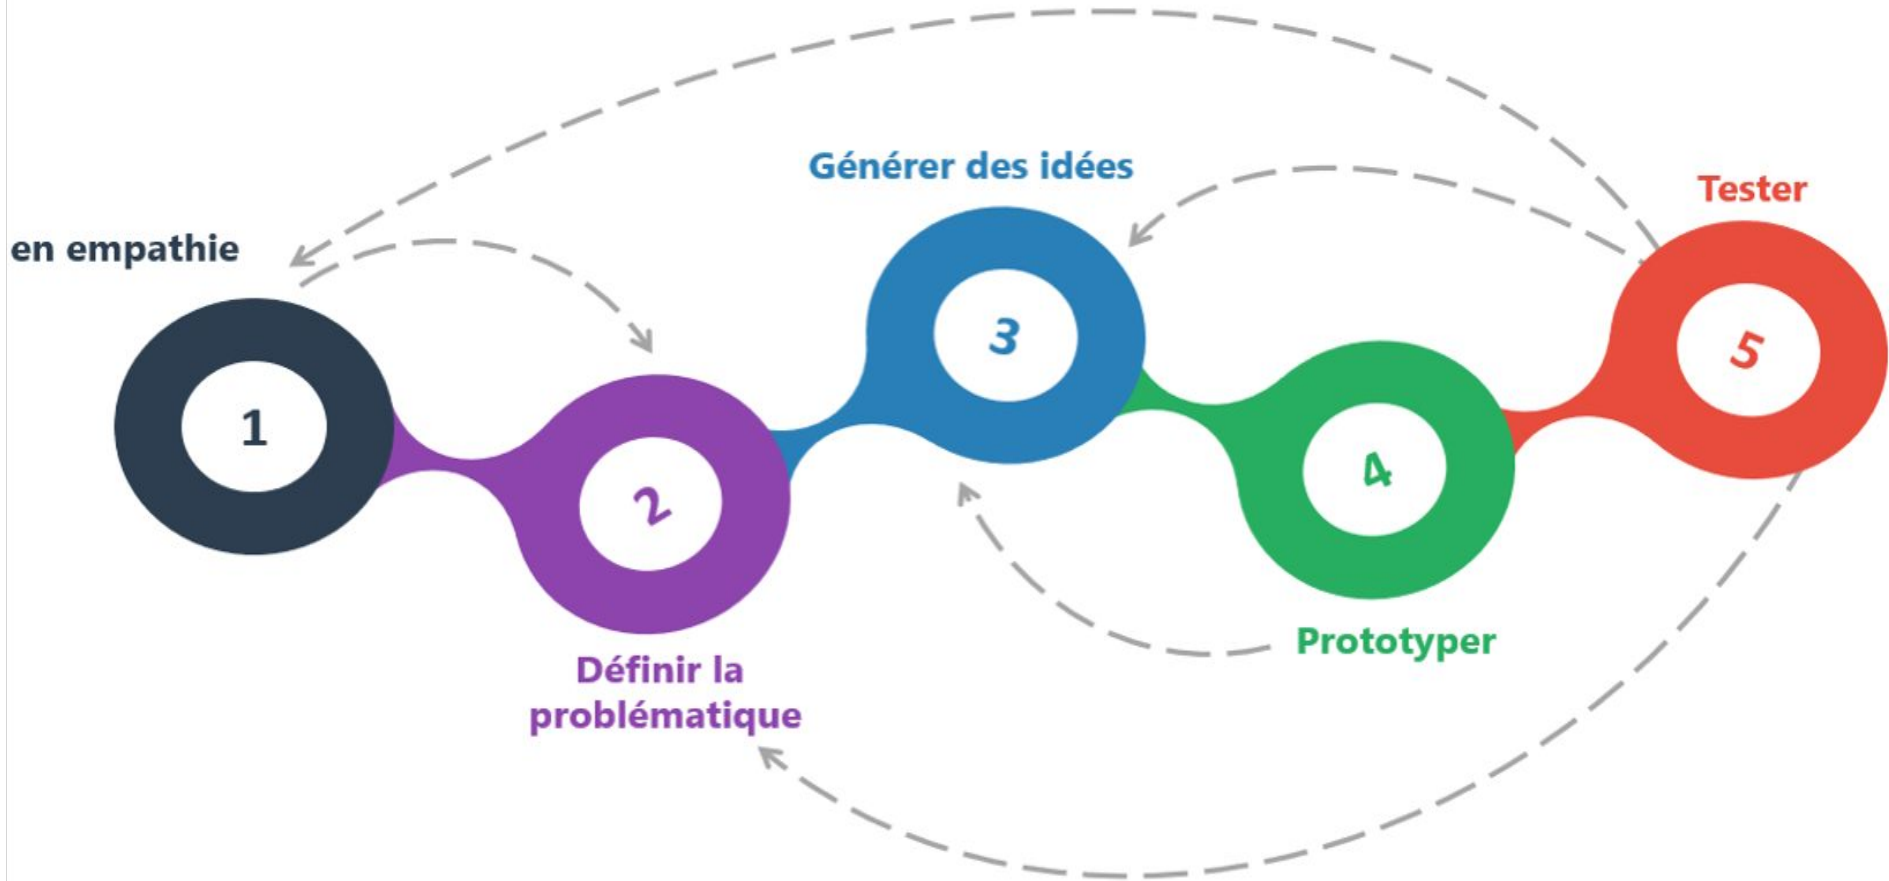 en empathie
1
Définir la
problématique
2
Générer des idées
3
Prototyper
4
Tester
5